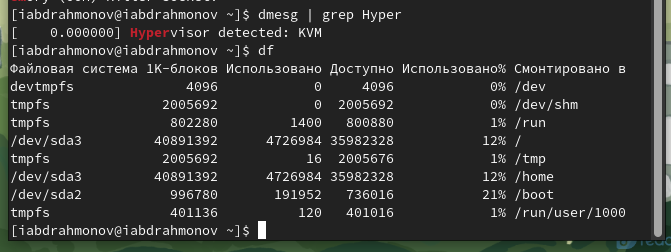 [iabdrahmonov@iabdrahmonov ~]$ dmesg | grep Hyper
[    0.000000] Hypervisor detected: KVM
[iabdrahmonov@iabdrahmonov ~]$ df
Файловая система 1K-блоков Использовано Доступно Использовано% Смонтировано в
devtmpfs              4096            0     4096            0% /dev
tmpfs              2005692            0  2005692            0% /dev/shm
tmpfs               802280         1400   800880            1% /run
/dev/sda3         40891392      4726984 35982328           12% /
tmpfs              2005692           16  2005676            1% /tmp
/dev/sda3         40891392      4726984 35982328           12% /home
/dev/sda2           996780       191952   736016           21% /boot
tmpfs               401136          120   401016            1% /run/user/1000
[iabdrahmonov@iabdrahmonov ~]$